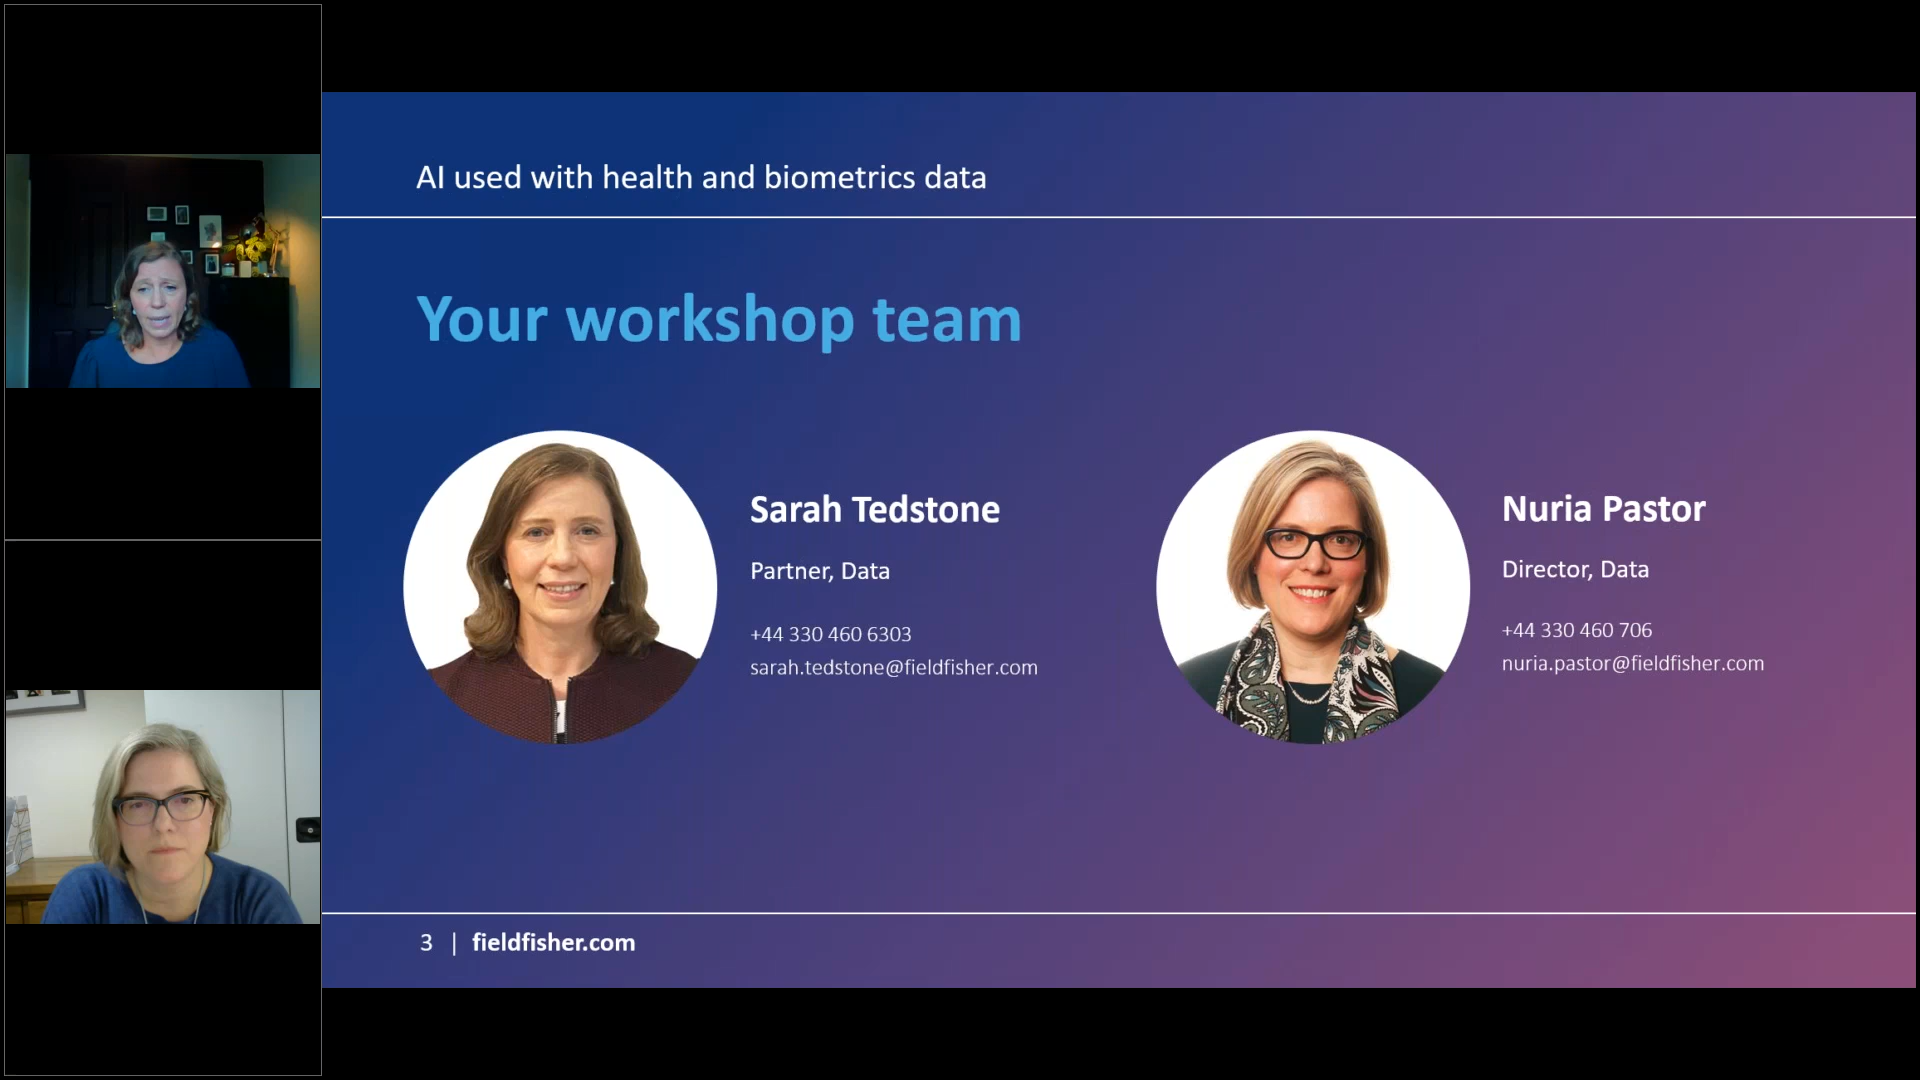 AI used with health and biometrics data
Your workshop team
Sarah Tedstone
Partner, Data
+44 330 460 6303
sarah.tedstone@fieldfisher.com
Nuria Pastor
Director, Data
+44 330 460 706
nuria.pastor@fieldfisher.com
3 | fieldfisher.com